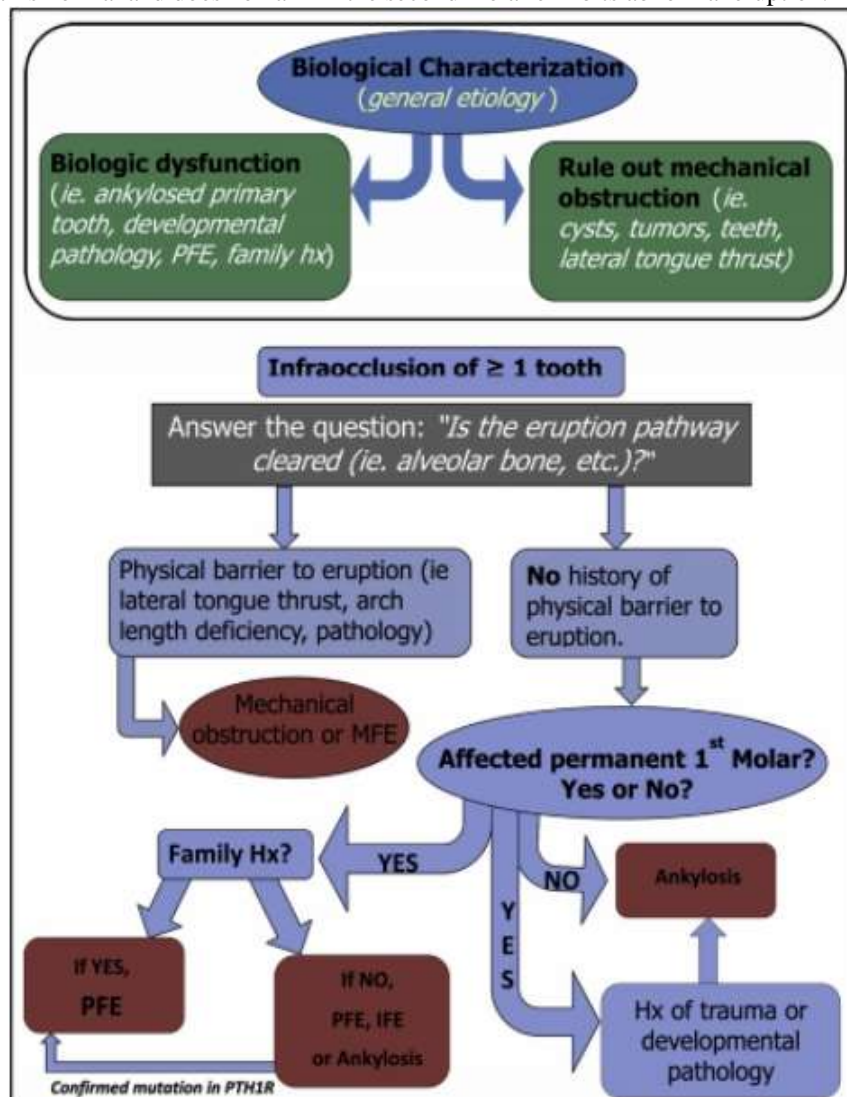 Biological Characterization
(general etiology )
Biologic dysfunction
(ie. ankylosed primary
tooth, developmental
pathology, PFE, family hx)
Rule out mechanical
obstruction (ie.
cysts, tumors, teeth,
lateral tongue thrust)
Infraocclusion of ≥ 1 tooth
Answer the question: "Is the eruption pathway
cleared (ie. alveolar bone, etc.)?"
Physical barrier to eruption (ie
lateral tongue thrust, arch
length deficiency, pathology)
No history of
physical barrier to
eruption.
Mechanical
obstruction or MFE
Affected permanent 1st Molar?
Yes or No?
Family Hx?
YES
YES
NO
Ankylosis
If YES,
PFE
If NO,
PFE, IFE
or Ankylosis
Hx of trauma or
developmental
pathology
Confirmed mutation in PTH1R